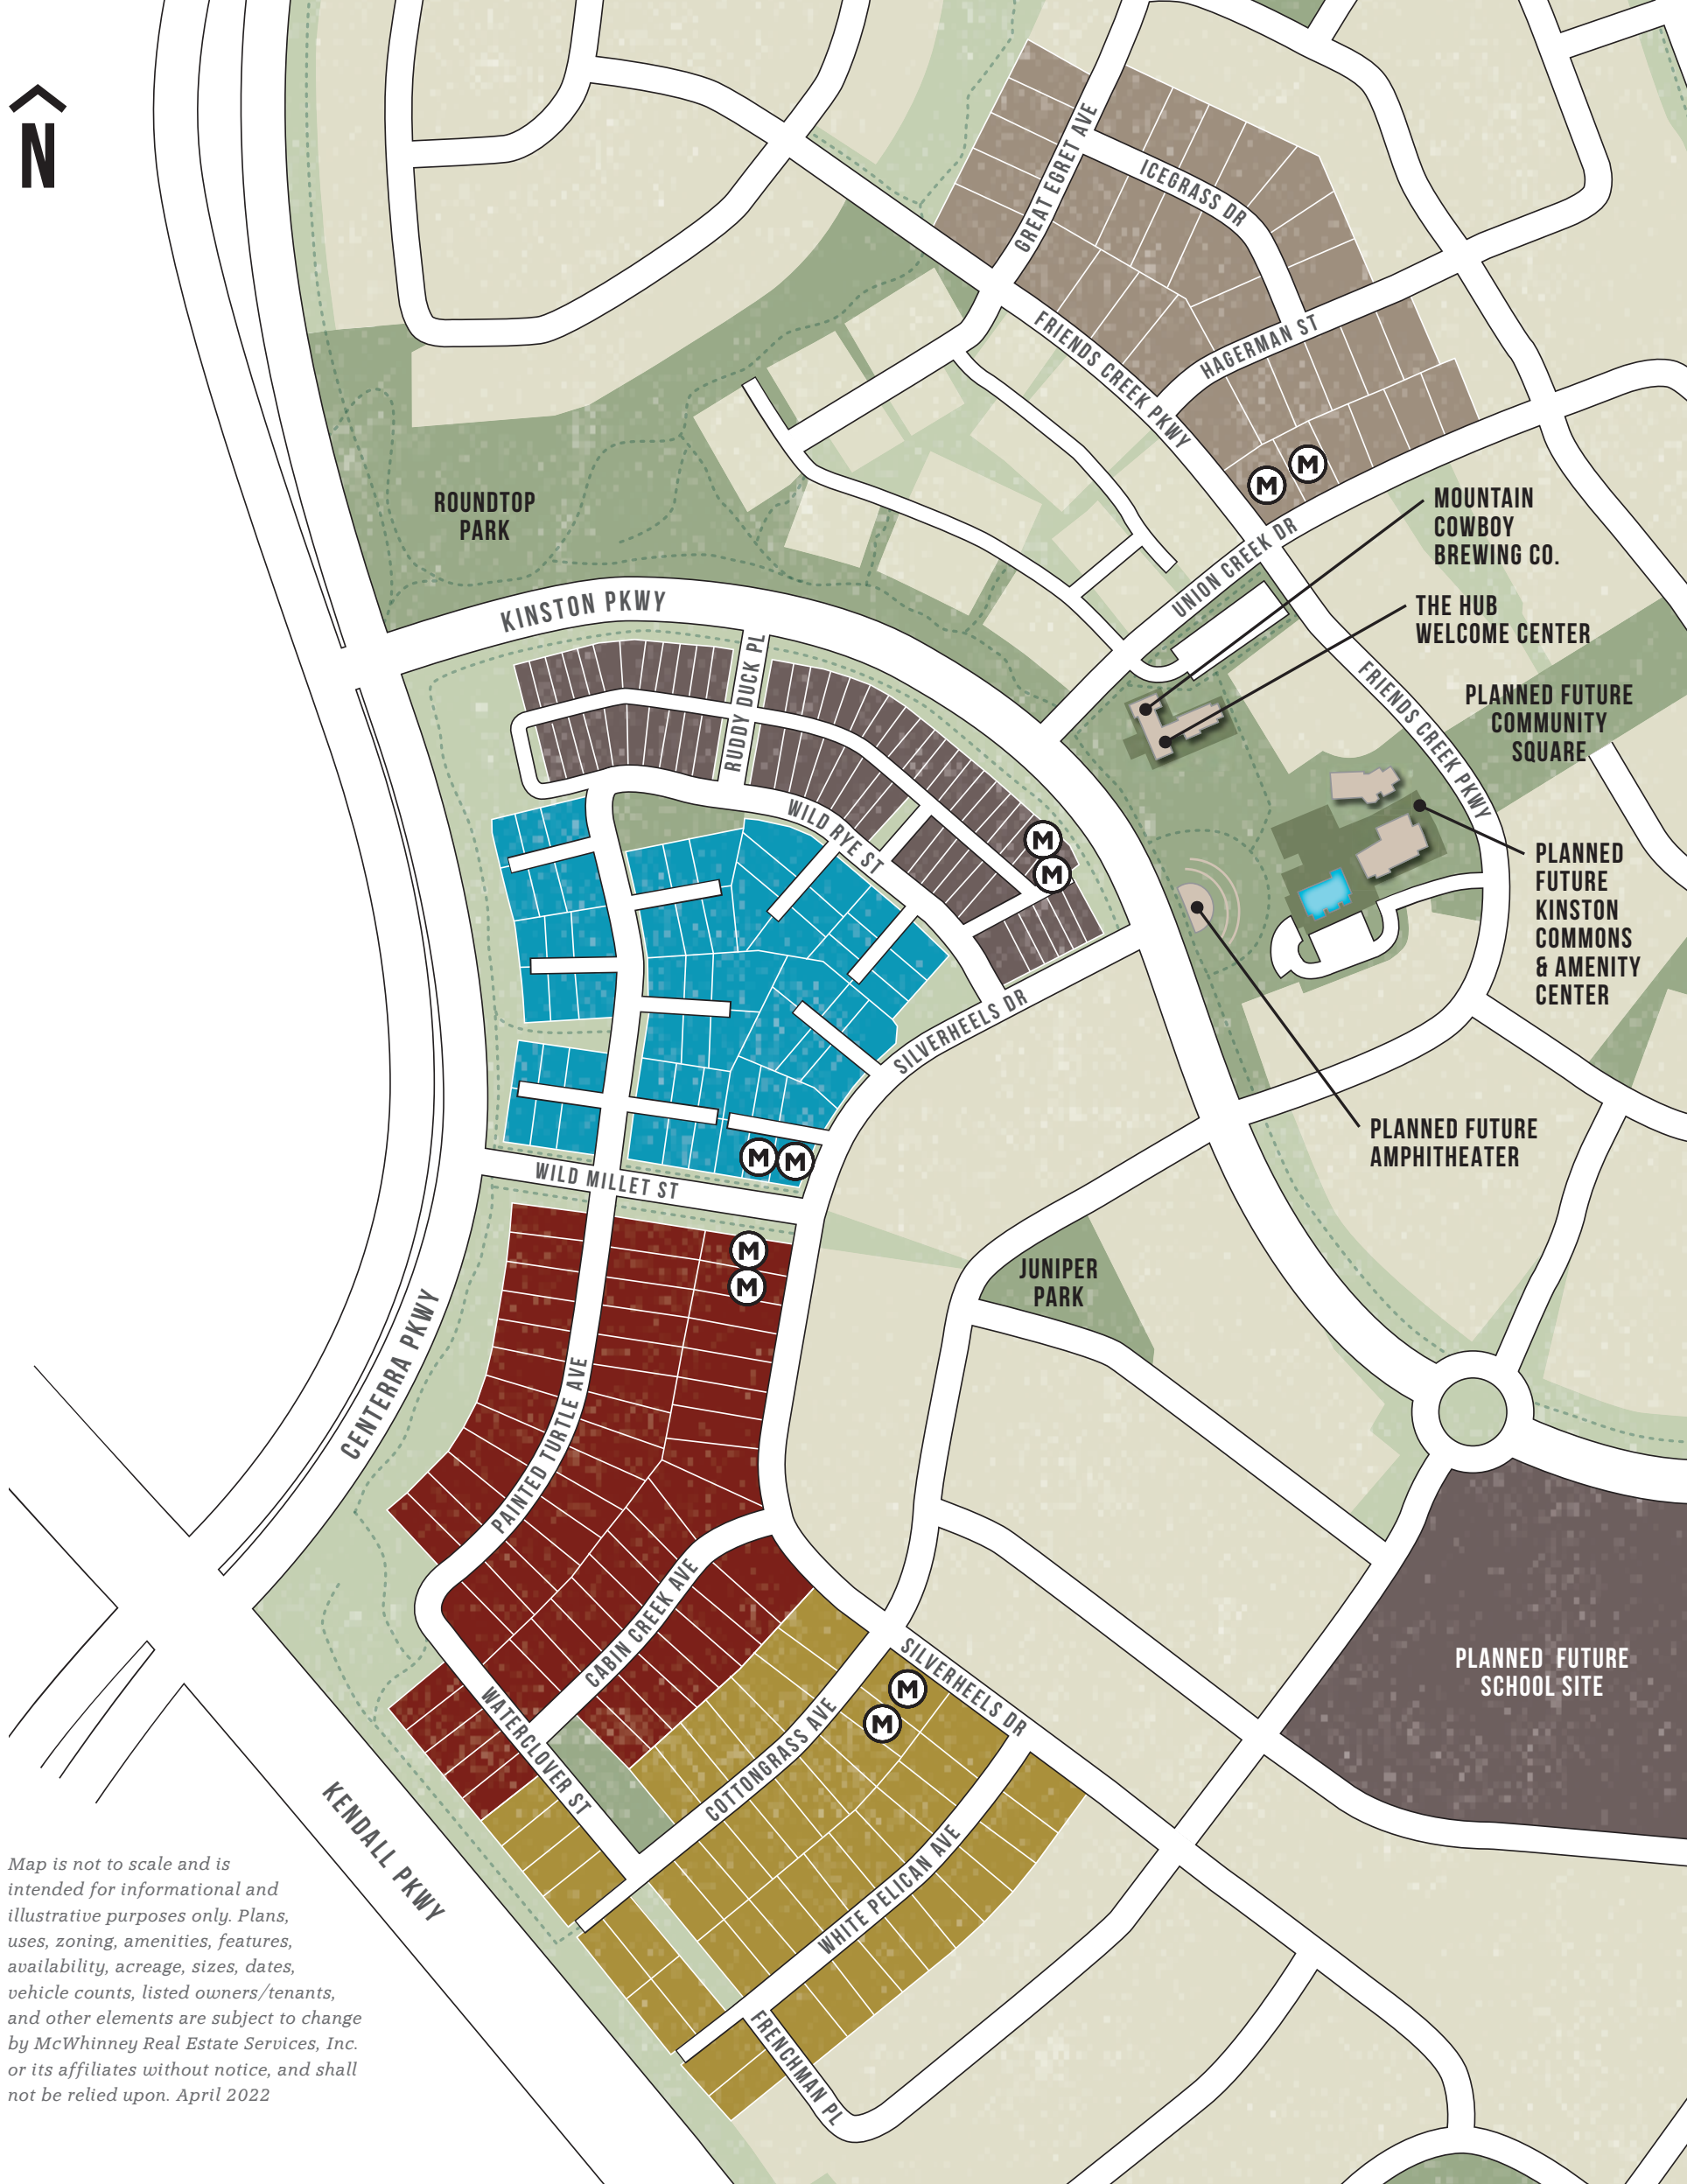 N
GREAT EGRET AVE
ICEGRASS DR
FRIENDS CREEK PKWY
HAGERMAN ST
M
M
ROUNDTOP
PARK
MOUNTAIN
COWBOY
BREWING CO.
UNION CREEK DR
THE HUB
WELCOME CENTER
KINSTON PKWY
RUDDY DUCK PL
FRIENDS CREEK PKWY
PLANNED FUTURE
COMMUNITY
SQUARE
WILD RYE ST
M
M
PLANNED
FUTURE
KINSTON
COMMONS
& AMENITY
CENTER
SILVERHEELS DR
PLANNED FUTURE
AMPHITHEATER
M
M
WILD MILLET ST
M
M
JUNIPER
PARK
CENTERRA PKWY
PAINTED TURTLE AVE
CABIN CREEK AVE
SILVERHEELS DR
M
M
PLANNED FUTURE
SCHOOL SITE
WATERCLOVER ST
COTTONGRASS AVE
KENDALL PKWY
WHITE PELICAN AVE
FRENCHMAN PL
Map is not to scale and is
intended for informational and
illustrative purposes only. Plans,
uses, zoning, amenities, features,
availability, acreage, sizes, dates,
vehicle counts, listed owners/tenants,
and other elements are subject to change
by McWhinney Real Estate Services, Inc.
or its affiliates without notice, and shall
not be relied upon. April 2022